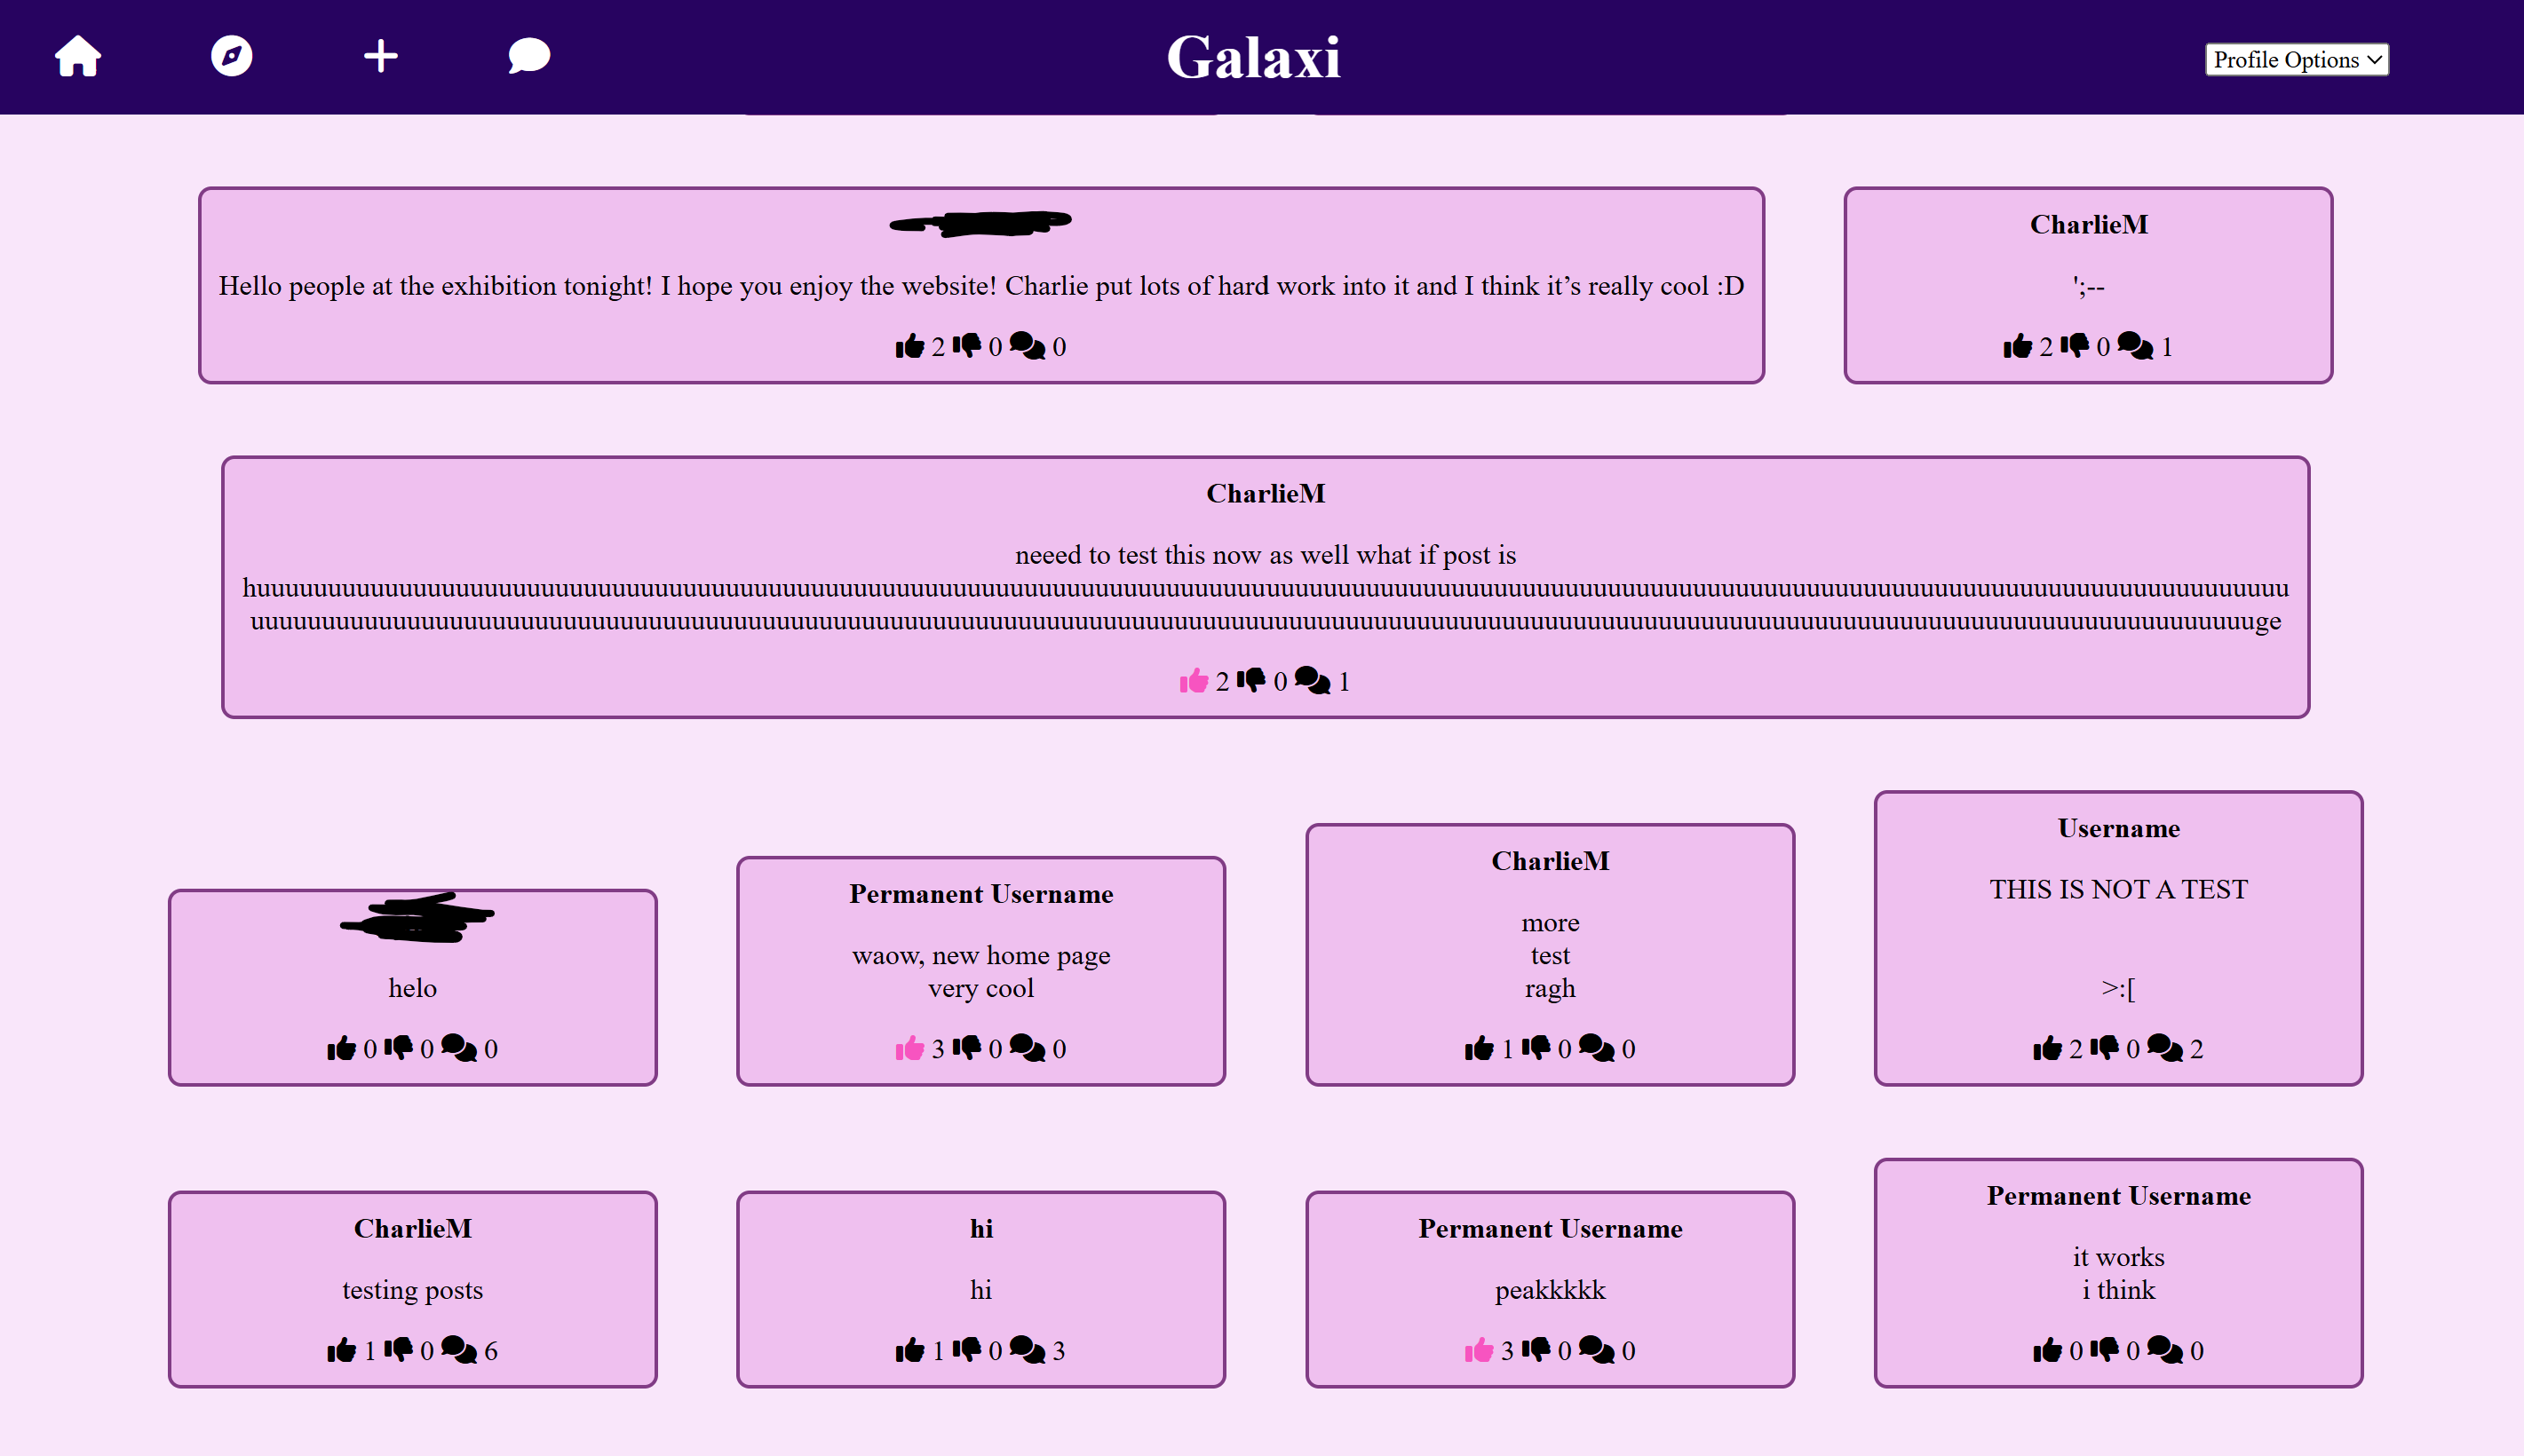 Galaxi
Profile Options
Hello people at the exhibition tonight! I hope you enjoy the website! Charlie put lots of hard work into it and I think it’s really cool :D
2 0 0
CharlieM
';--
2 0 1
CharlieM
neeed to test this now as well what if post is
2 0 1
helo
0 0 0
Permanent Username
waow, new home page
very cool
3 0 0
CharlieM
more
test
ragh
1 0 0
Username
THIS IS NOT A TEST
>:[
2 0 2
CharlieM
testing posts
1 0 6
hi
hi
1 0 3
Permanent Username
peakkkkk
3 0 0
Permanent Username
it works
i think
0 0 0